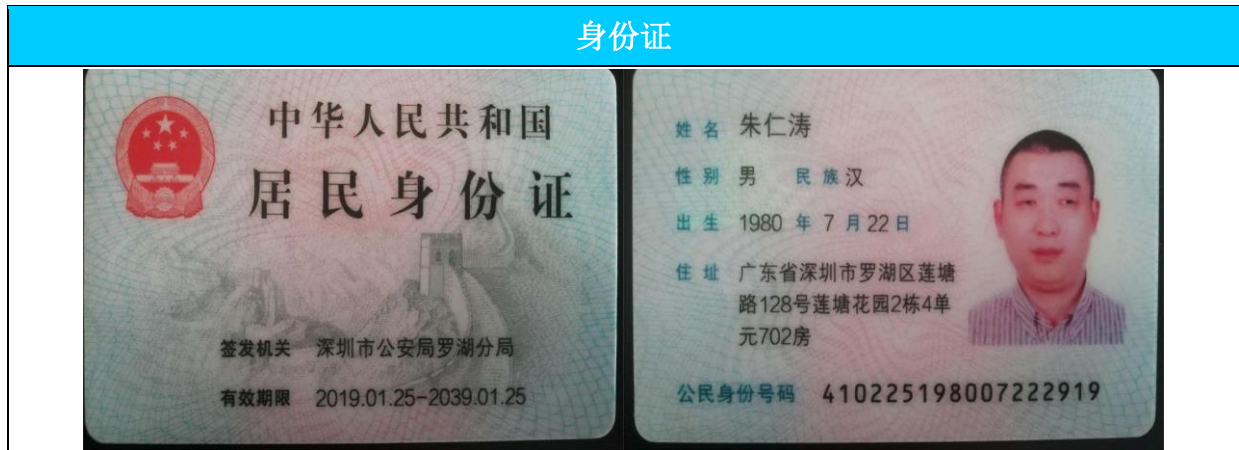 身份证
中华人民共和国
居民身份证
签发机关 深圳市公安局罗湖分局
有效期限 2019.01.25-2039.01.25
姓名 朱仁涛
性别 男 民族 汉
出生 1980 年 7 月 22 日
住址 广东省深圳市罗湖区莲塘
路128号莲塘花园2栋4单
元702房
公民身份号码 410225198007222919